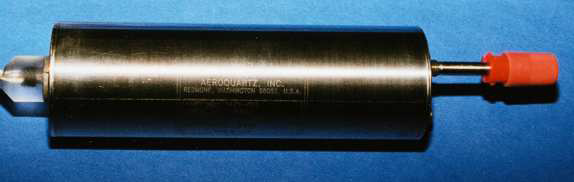 AEROQUARTZ, INC.
REDMOND, WASHINGTON 98052, U.S.A.